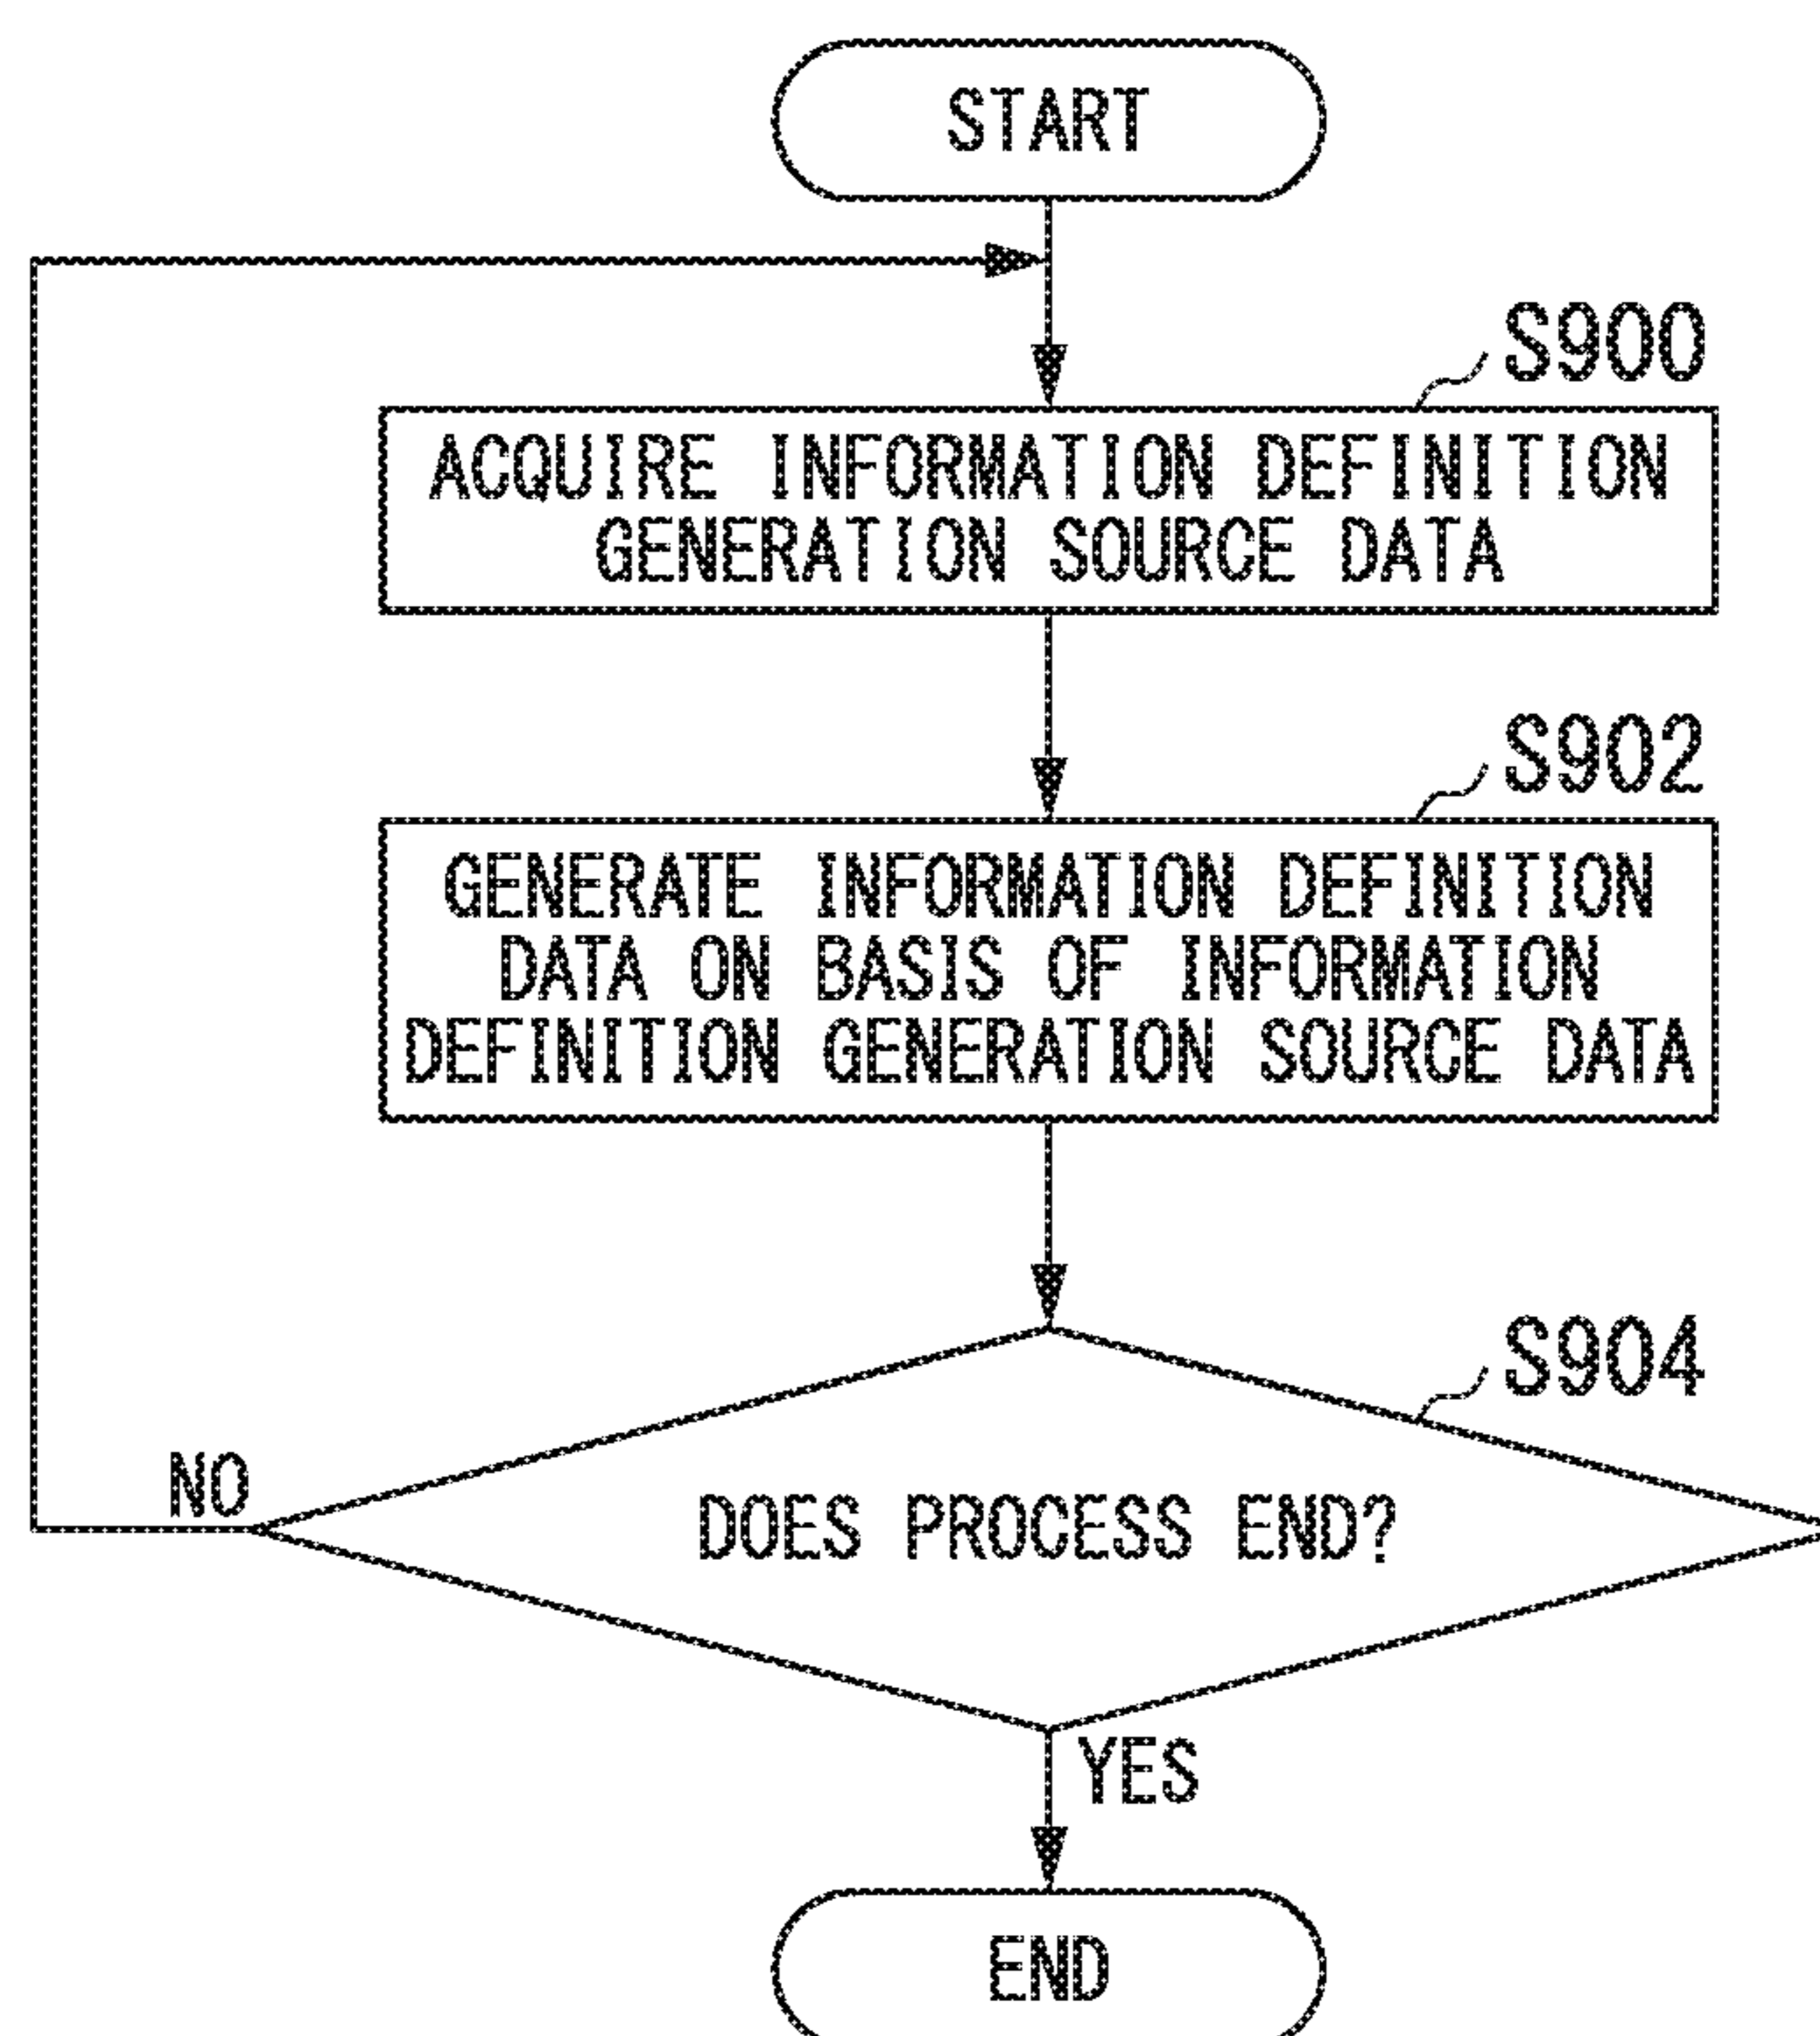 START
S900
ACQUIRE INFORMATION DEFINITION
GENERATION SOURCE DATA
S902
GENERATE INFORMATION DEFINITION
DATA ON BASIS OF INFORMATION
DEFINITION GENERATION SOURCE DATA
S904
NO
DOES PROCESS END?
YES
END